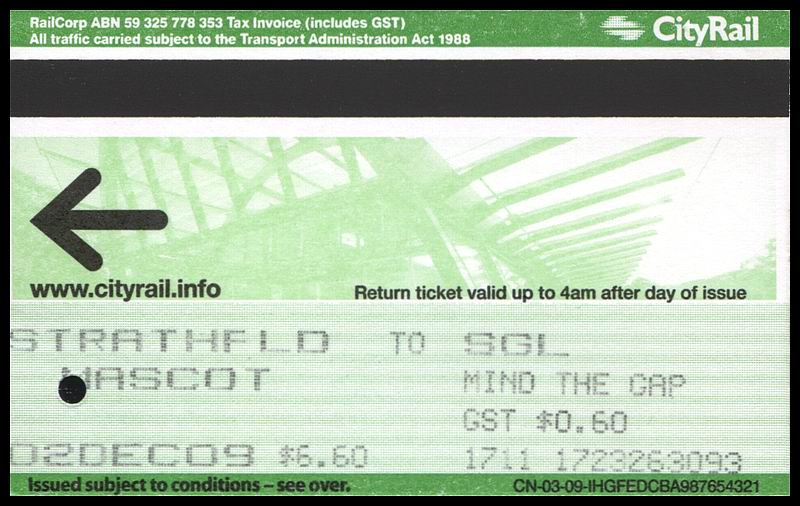 RailCorp ABN 59 325 778 353 Tax Invoice (includes GST)
All traffic carried subject to the Transport Administration Act 1988
CityRail
www.cityrail.info
Return ticket valid up to 4am after day of issue
STRATHFLD TO SGL
MASCOT MIND THE GAP
GST $0.60
02DEC09 $6.60 1711 1723263093
Issued subject to conditions – see over.
CN-03-09-IHGFEDCBA987654321